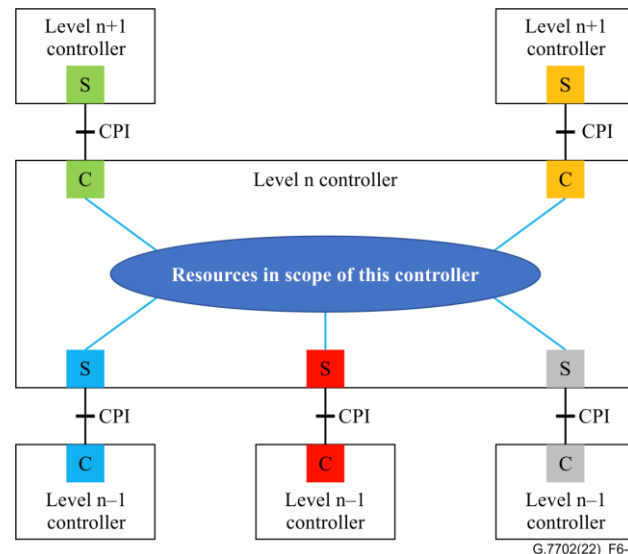 Level n+1
controller
S
CPI
Level n+1
controller
S
CPI
C
Level n controller
C
Resources in scope of this controller
S
S
S
CPI
CPI
CPI
C
Level n–1
controller
C
Level n–1
controller
C
Level n–1
controller
G.7702(22)_F6-